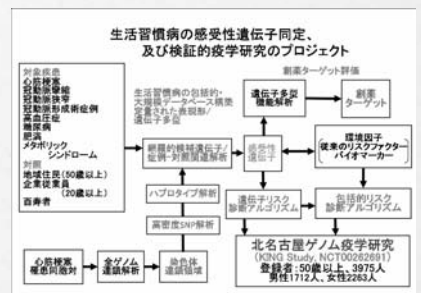 生活習慣病の感受性遺伝子同定、
及び検証的疫学研究のプロジェクト
対象疾患
心筋梗塞
冠動脈攣縮
冠動脈狭窄
冠動脈形成術症例
高血圧症
糖尿病
肥満
メタボリック
シンドローム
対照
地域住民(50歳以上)
企業従業員
(20歳以上)
百寿者
生活習慣病の包括的・
大規模データベース構築
定量された表現形/
遺伝子多型
網羅的候補遺伝子/
症例・対照関連解析
ハプロタイプ解析
高密度SNP解析
心筋梗塞
罹患同胞対
全ゲノム
連鎖解析
染色体
連鎖領域
創薬ターゲット評価
遺伝子多型
機能解析
創薬
ターゲット
感受性
遺伝子
環境因子
(従来のリスクファクター
バイオマーカー)
遺伝子リスク
診断アルゴリズム
包括的リスク
診断アルゴリズム
北名古屋ゲノム疫学研究
(KING Study, NCT00262691)
登録者:50歳以上、3975人
男性1712人、女性2263人